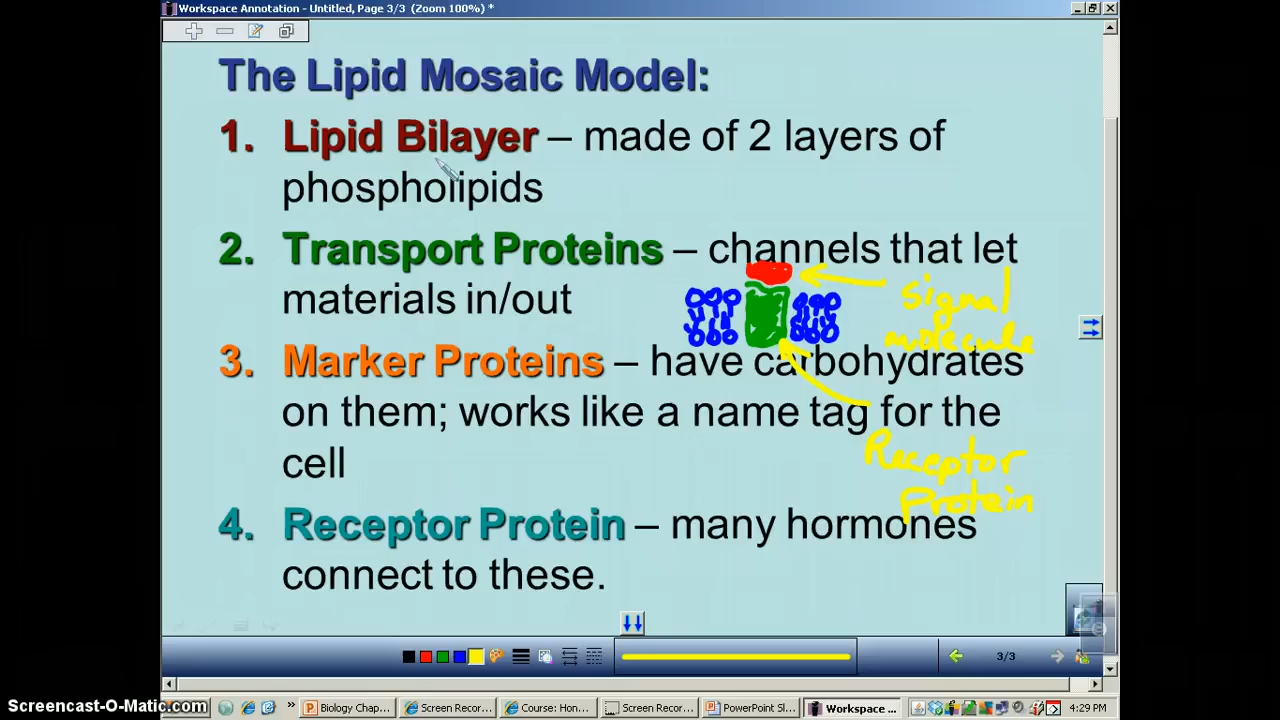 Workspace Annotation - Untitled, Page 3/3 (Zoom 100%) *
The Lipid Mosaic Model:
1. Lipid Bilayer – made of 2 layers of
phospholipids
2. Transport Proteins – channels that let
materials in/out
signal
molecule
3. Marker Proteins – have carbohydrates
on them; works like a name tag for the
cell
Receptor
Protein
4. Receptor Protein – many hormones
connect to these.
3/3
Screencast-O-Matic.com
Biology Chap...
Screen Recor...
Course: Hon...
Screen Recor...
PowerPoint Sl...
Workspace ...
4:29 PM